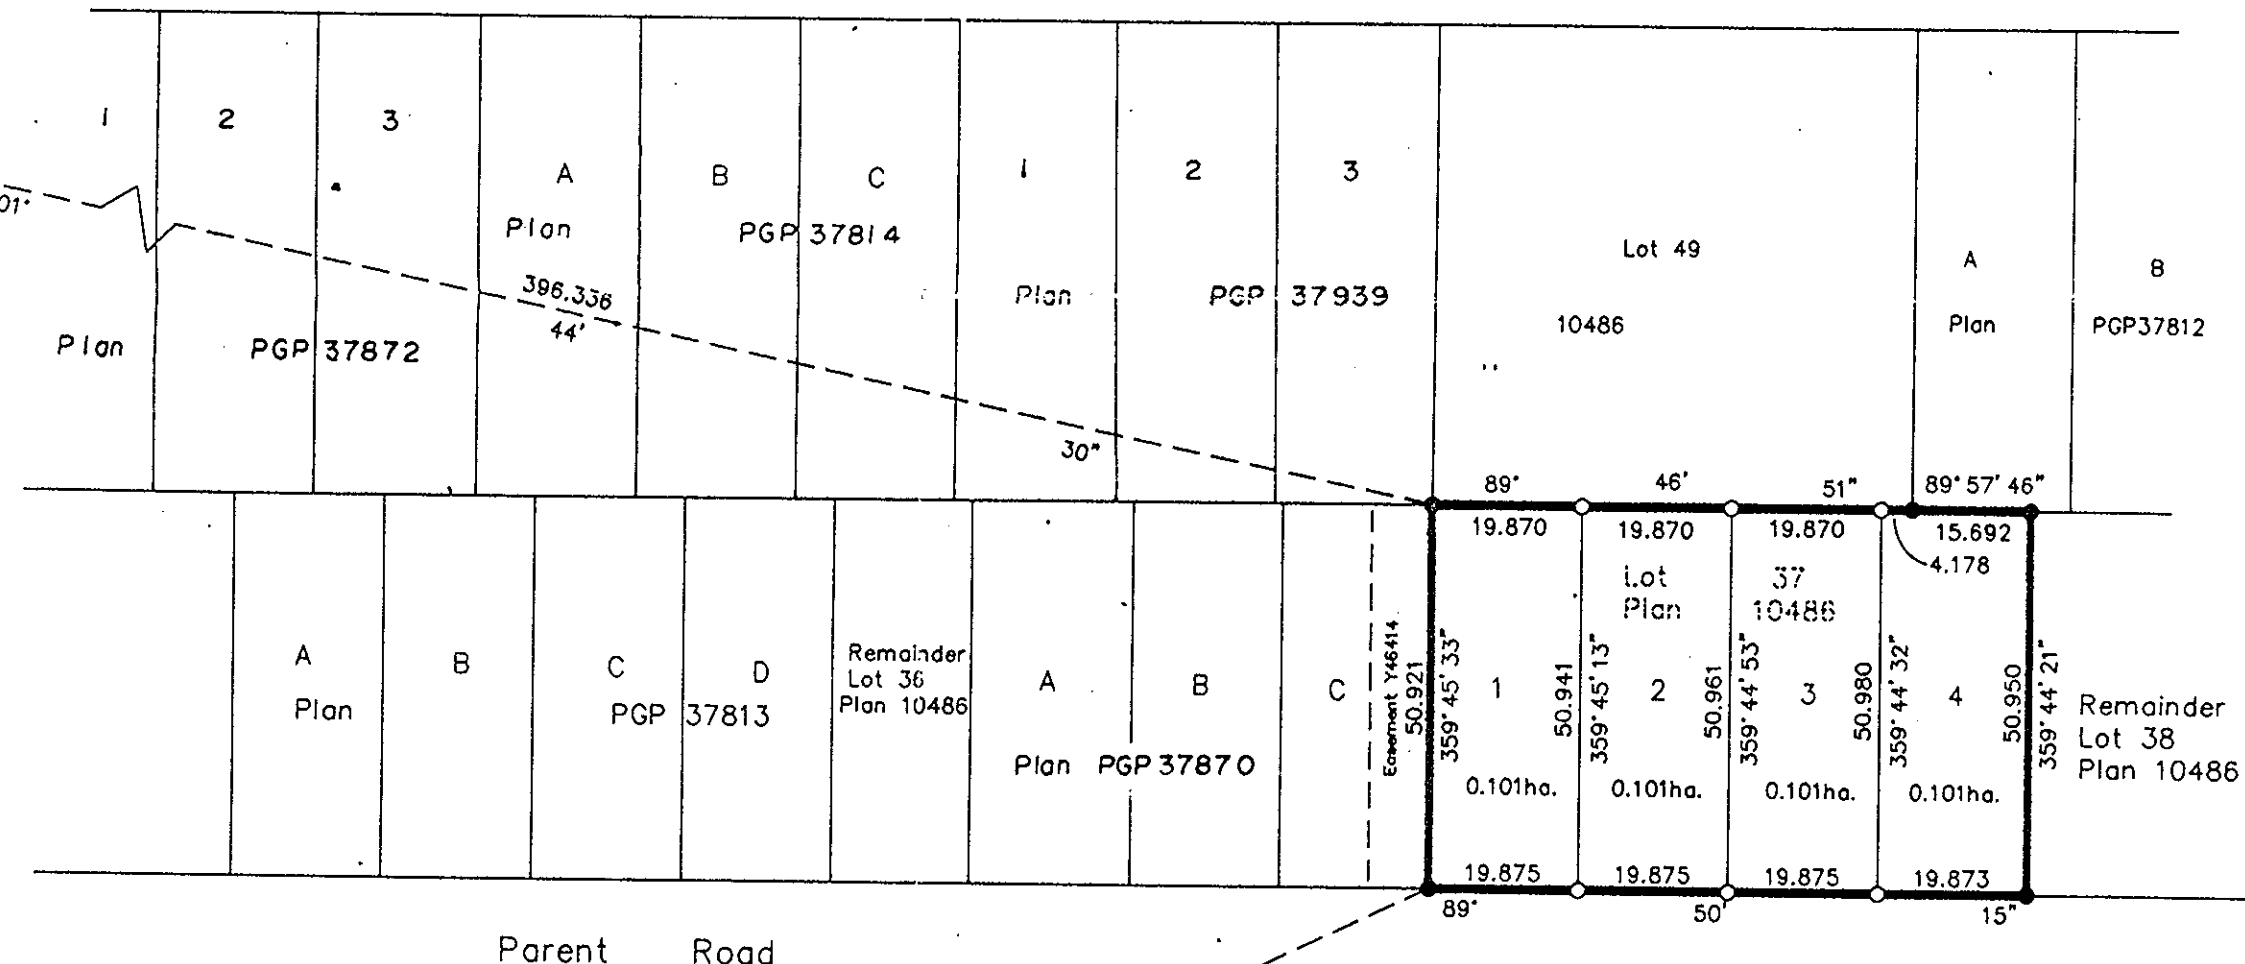 1 2 3
A B C
1 2 3
01°
Plan PGP 37814
396.336
44'
Plan PGP 37872
Plan PGP 37939
30"
Lot 49
10486
A B
Plan PGP37812
89° 46' 51" 89° 57' 46"
19.870 19.870 19.870 15.692
4.178
Lot 37
Plan 10486
A B C D
Plan PGP 37813
Remainder
Lot 36
Plan 10486
A B C
Plan PGP 37870
Easement Y46414
50.921
359° 45' 33"
1
50.941
359° 45' 13"
2
50.961
359° 44' 53"
3
50.980
359° 44' 32"
4
50.950
359° 44' 21"
Remainder
Lot 38
Plan 10486
0.101ha. 0.101ha. 0.101ha. 0.101ha.
19.875 19.875 19.875 19.873
89° 50' 15"
Parent Road